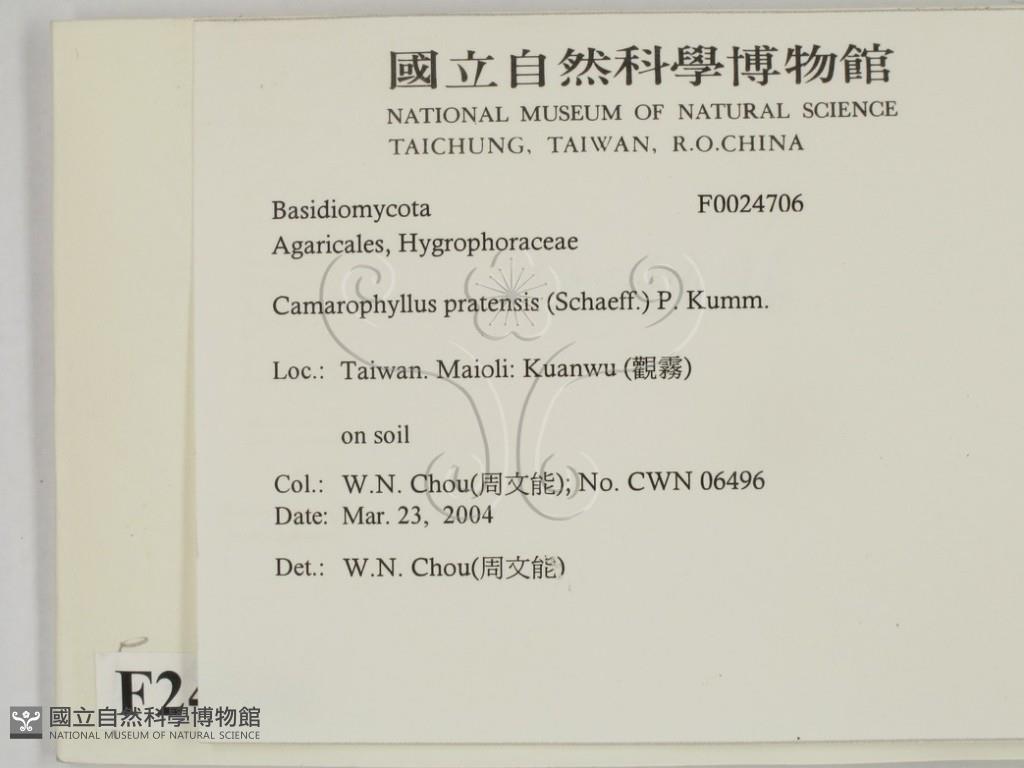 國立自然科學博物館
NATIONAL MUSEUM OF NATURAL SCIENCE
TAICHUNG, TAIWAN, R.O.CHINA
Basidiomycota F0024706
Agaricales, Hygrophoraceae
Camarophyllus pratensis (Schaeff.) P. Kumm.
Loc.: Taiwan. Maioli: Kuanwu (觀霧)
on soil
Col.: W.N. Chou(周文能); No. CWN 06496
Date: Mar. 23, 2004
Det.: W.N. Chou(周文能)
F24
國立自然科學博物館
NATIONAL MUSEUM OF NATURAL SCIENCE